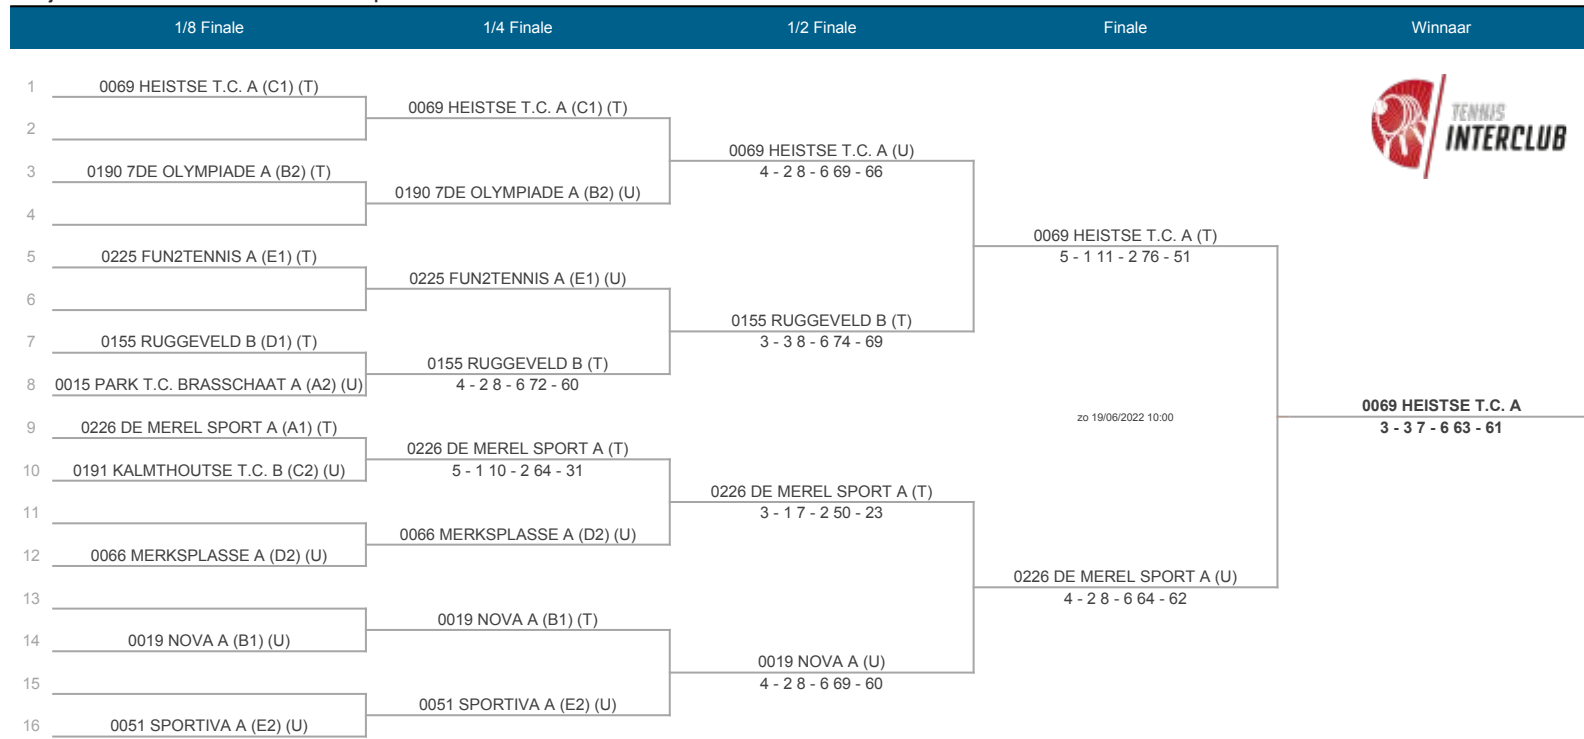 1/8 Finale 1/4 Finale 1/2 Finale Finale Winnaar
TENNIS
INTERCLUB
1 0069 HEISTSE T.C. A (C1) (T)
2
3 0190 7DE OLYMPIADE A (B2) (T)
4
5 0225 FUN2TENNIS A (E1) (T)
6
7 0155 RUGGEVELD B (D1) (T)
8 0015 PARK T.C. BRASSCHAAT A (A2) (U)
9 0226 DE MEREL SPORT A (A1) (T)
10 0191 KALMTHOUTSE T.C. B (C2) (U)
11
12 0066 MERKSPLASSE A (D2) (U)
13
14 0019 NOVA A (B1) (U)
15
16 0051 SPORTIVA A (E2) (U)
0069 HEISTSE T.C. A (C1) (T)
0190 7DE OLYMPIADE A (B2) (U)
0225 FUN2TENNIS A (E1) (U)
0155 RUGGEVELD B (T)
4 - 2 8 - 6 72 - 60
0226 DE MEREL SPORT A (T)
5 - 1 10 - 2 64 - 31
0066 MERKSPLASSE A (D2) (U)
0019 NOVA A (B1) (T)
0051 SPORTIVA A (E2) (U)
0069 HEISTSE T.C. A (U)
4 - 2 8 - 6 69 - 66
0155 RUGGEVELD B (T)
3 - 3 8 - 6 74 - 69
0226 DE MEREL SPORT A (T)
3 - 1 7 - 2 50 - 23
0019 NOVA A (U)
4 - 2 8 - 6 69 - 60
0069 HEISTSE T.C. A (T)
5 - 1 11 - 2 76 - 51
zo 19/06/2022 10:00
0226 DE MEREL SPORT A (U)
4 - 2 8 - 6 64 - 62
0069 HEISTSE T.C. A
3 - 3 7 - 6 63 - 61